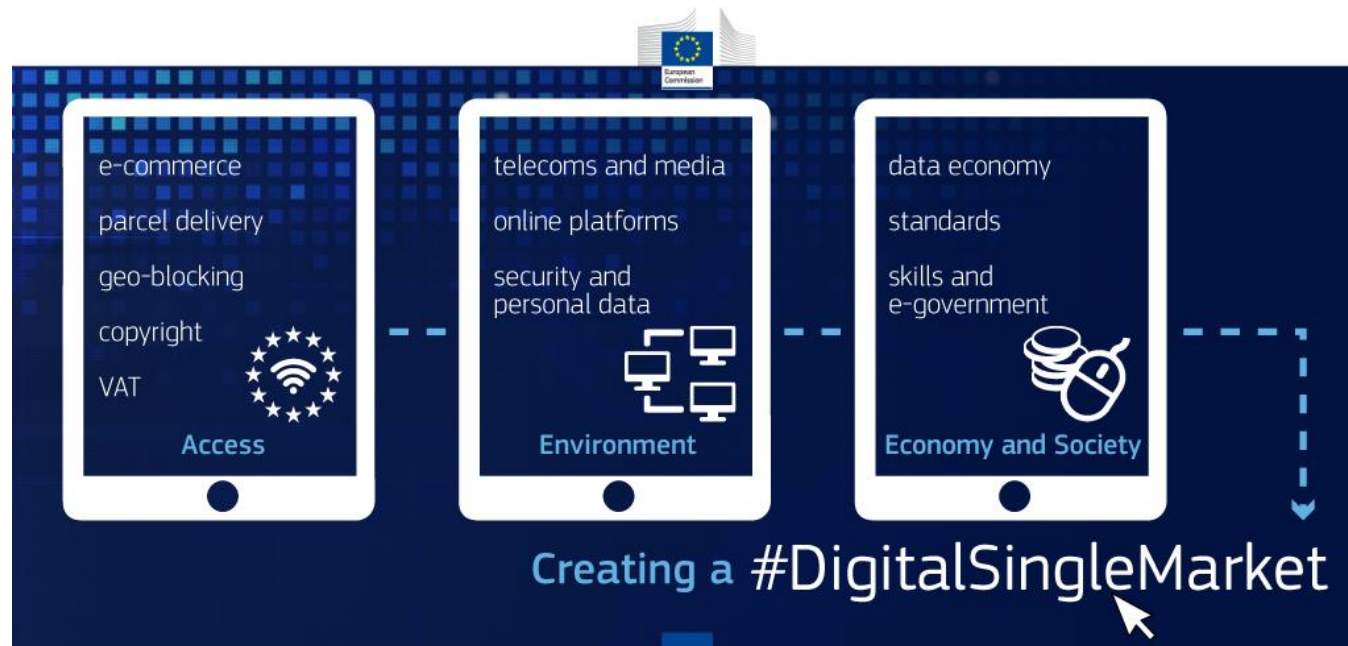 European
Commission
e-commerce
parcel delivery
geo-blocking
copyright
VAT
Access
telecoms and media
online platforms
security and
personal data
Environment
data economy
standards
skills and
e-government
Economy and Society
Creating a #DigitalSingleMarket